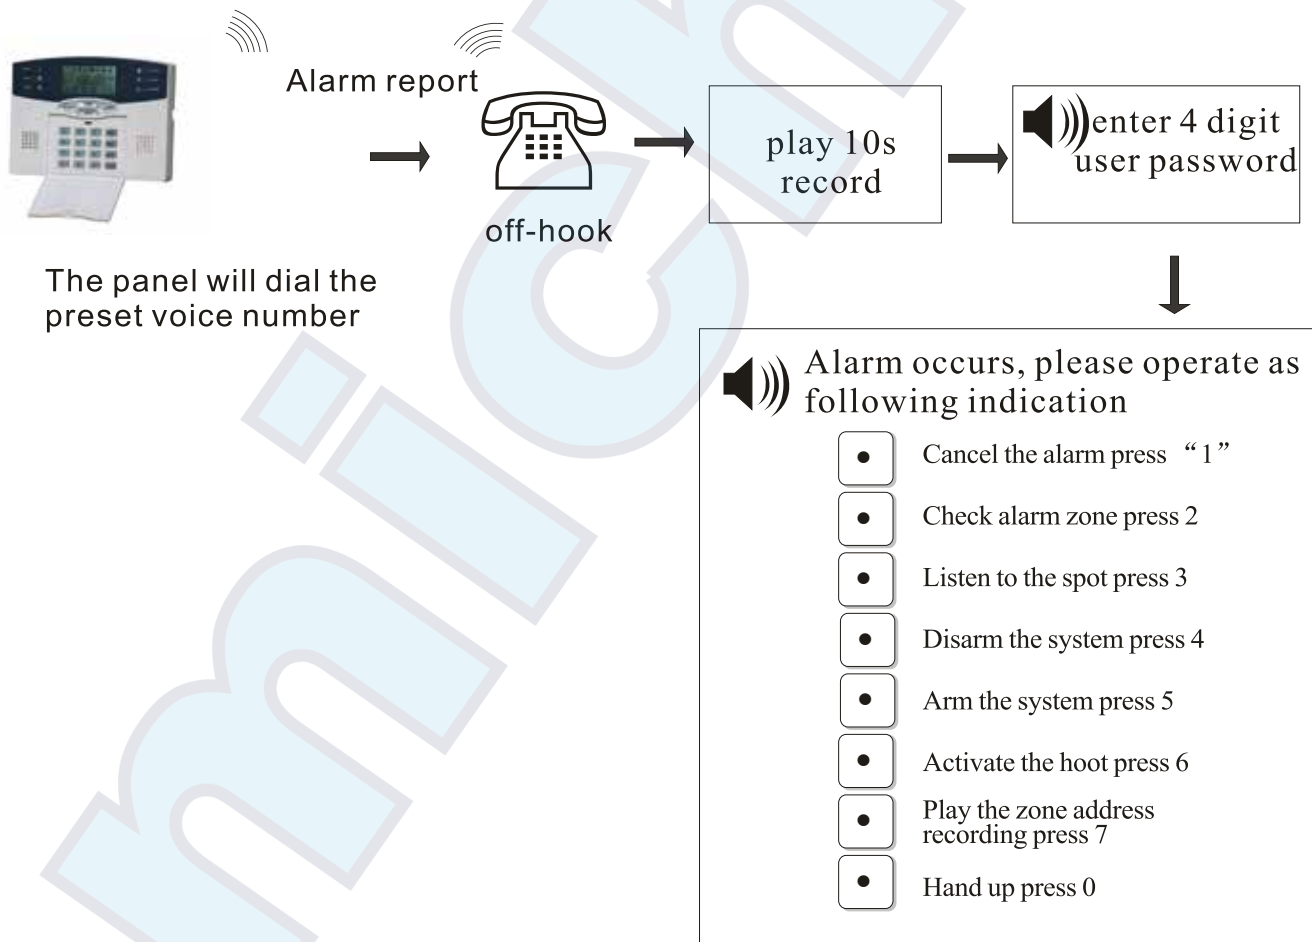 Alarm report
off-hook
The panel will dial the
preset voice number
play 10s
record
enter 4 digit
user password
Alarm occurs, please operate as
following indication
Cancel the alarm press “1”
Check alarm zone press 2
Listen to the spot press 3
Disarm the system press 4
Arm the system press 5
Activate the hoot press 6
Play the zone address
recording press 7
Hand up press 0